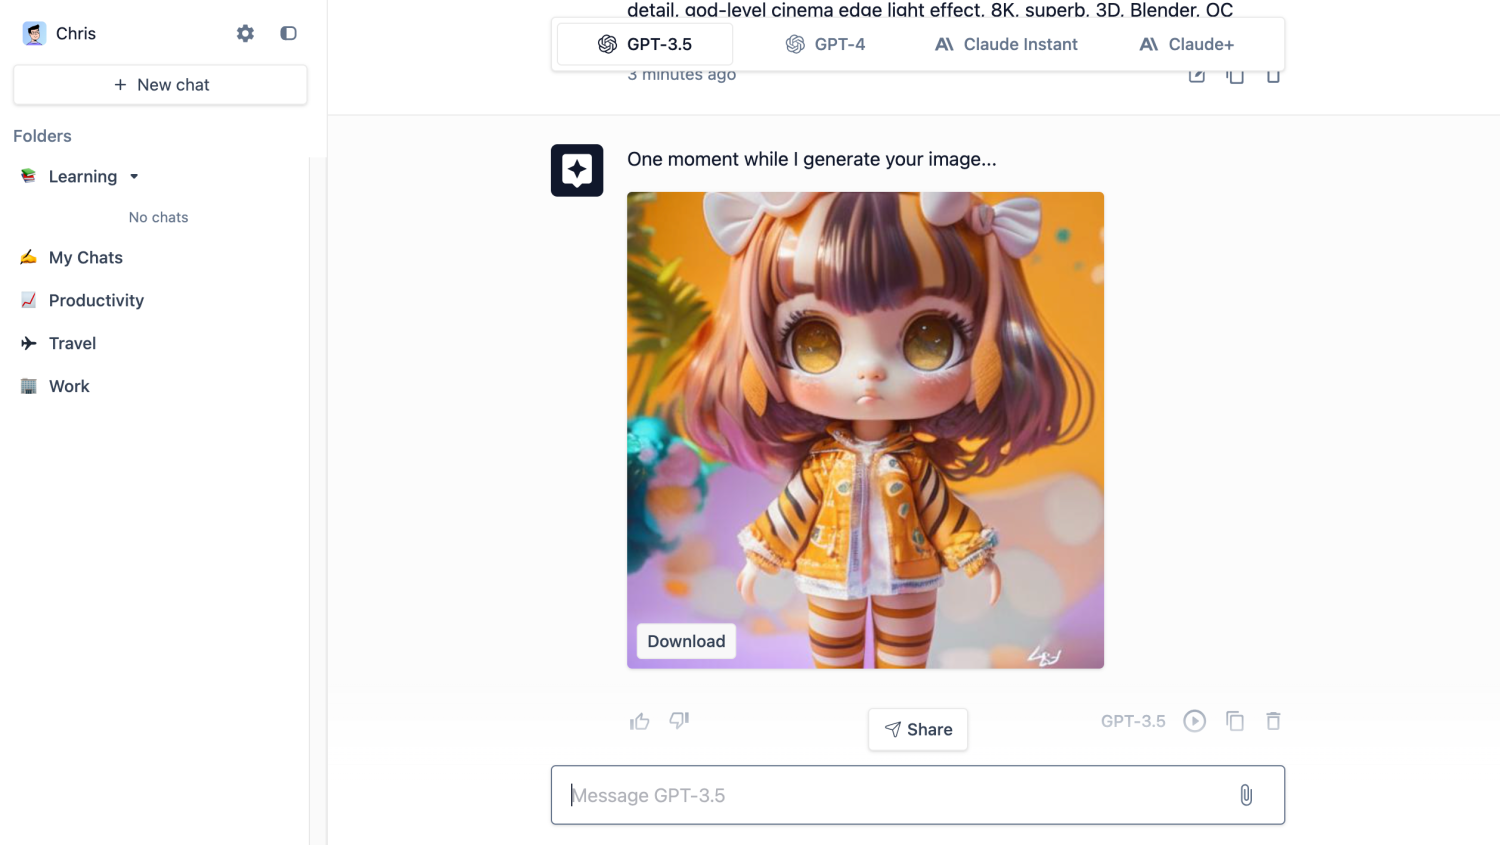 Chris
New chat
Folders
Learning
No chats
My Chats
Productivity
Travel
Work
detail, god-level cinema edge light effect, 8K, superb, 3D, Blender, OC
GPT-3.5
GPT-4
Claude Instant
Claude+
3 minutes ago
One moment while I generate your image...
Download
GPT-3.5
Share
Message GPT-3.5